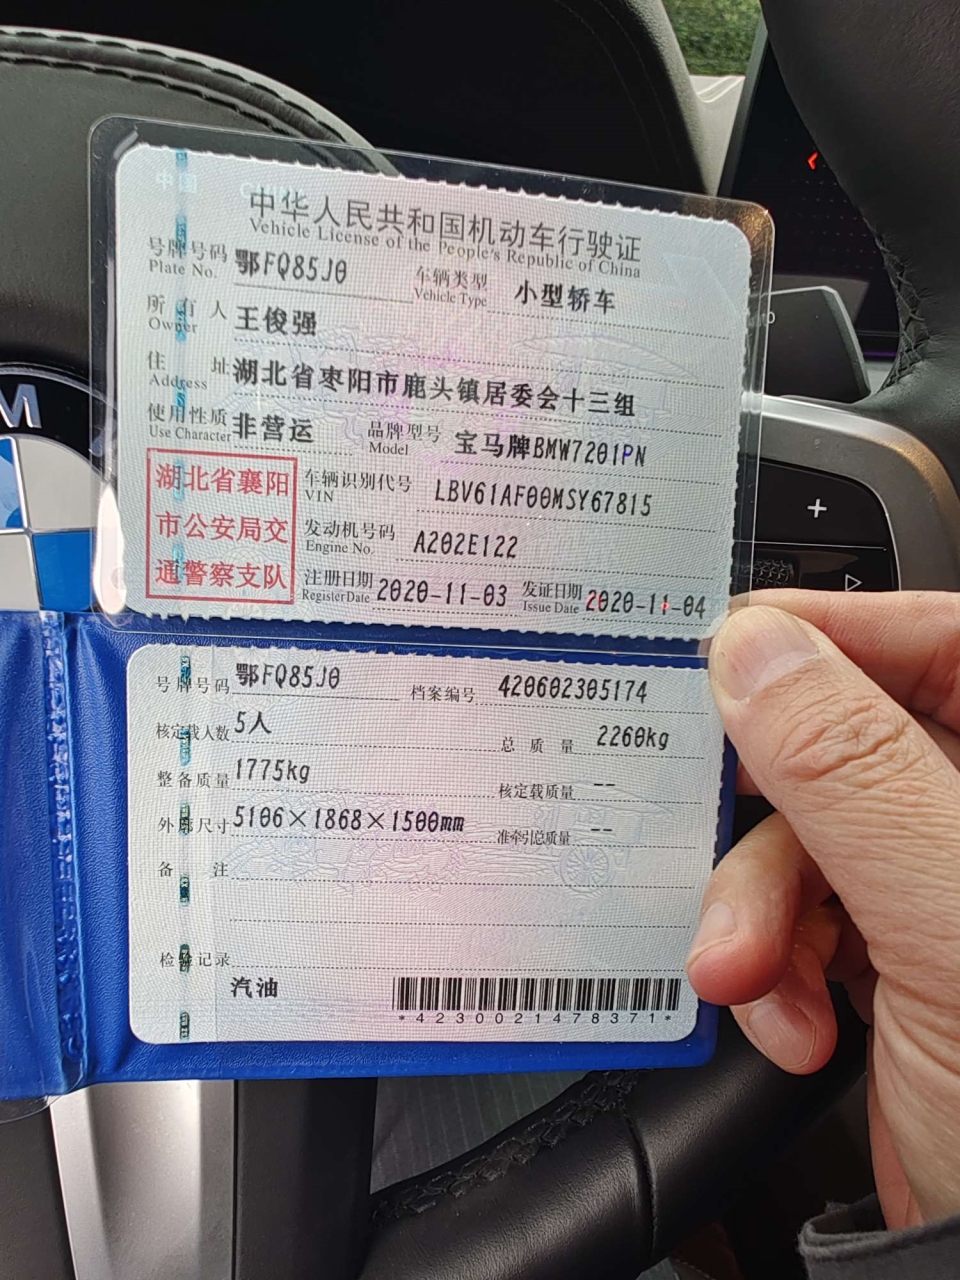 中国 CHINA
中华人民共和国机动车行驶证
Vehicle License of the People's Republic of China
号牌号码 Plate No. 鄂FQ85J0 车辆类型 Vehicle Type 小型轿车
所有人 Owner 王俊强
住址 Address 湖北省枣阳市鹿头镇居委会十三组
使用性质 Use Character 非营运 品牌型号 Model 宝马牌BMW7201PN
湖北省襄阳
市公安局交
通警察支队
车辆识别代号 VIN LBV61AF00MSY67815
发动机号码 Engine No. A202E122
注册日期 Register Date 2020-11-03 发证日期 Issue Date 2020-11-04
号牌号码 鄂FQ85J0 档案编号 420602305174
核定载人数 5人 总质量 2260kg
整备质量 1775kg 核定载质量 --
外廓尺寸 5106×1868×1500mm 准牵引总质量 --
备注
检验记录
汽油
*4230021478371*
M
+